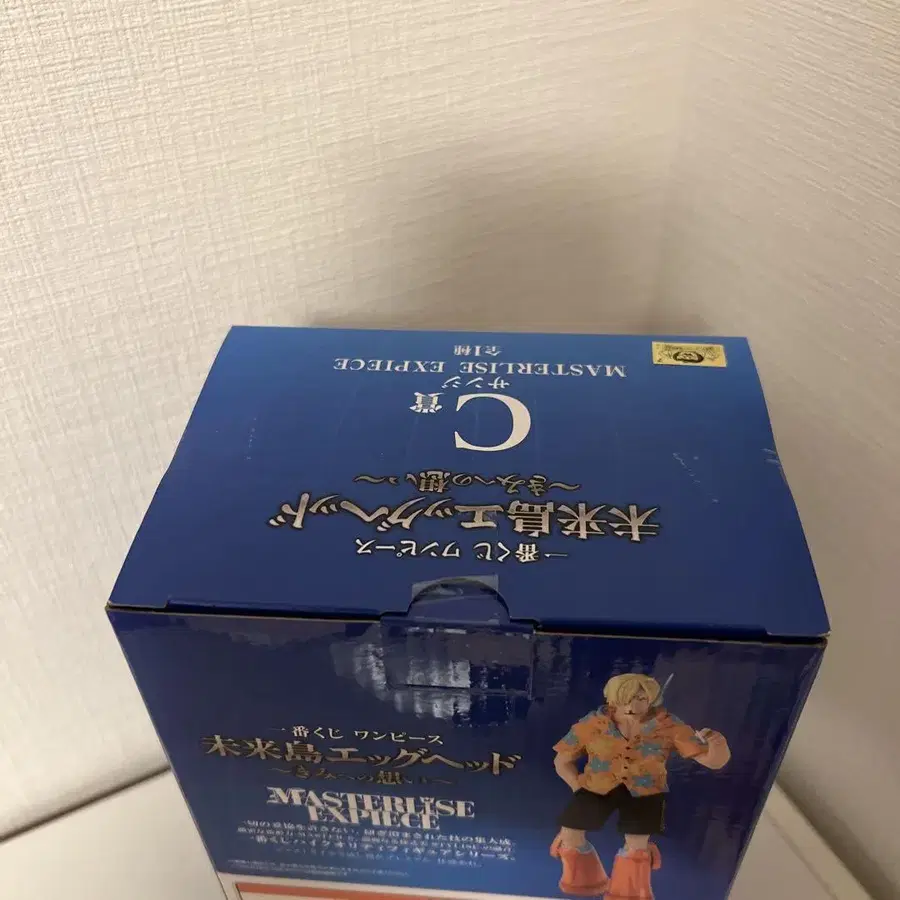 一番くじ ワンピース
未来島エッグヘッド
～きみへの想い～
C賞
サンジ
MASTERLISE EXPIECE
全1種
一番くじ ワンピース
未来島エッグヘッド
～きみへの想い～
MASTERLISE
EXPIECE